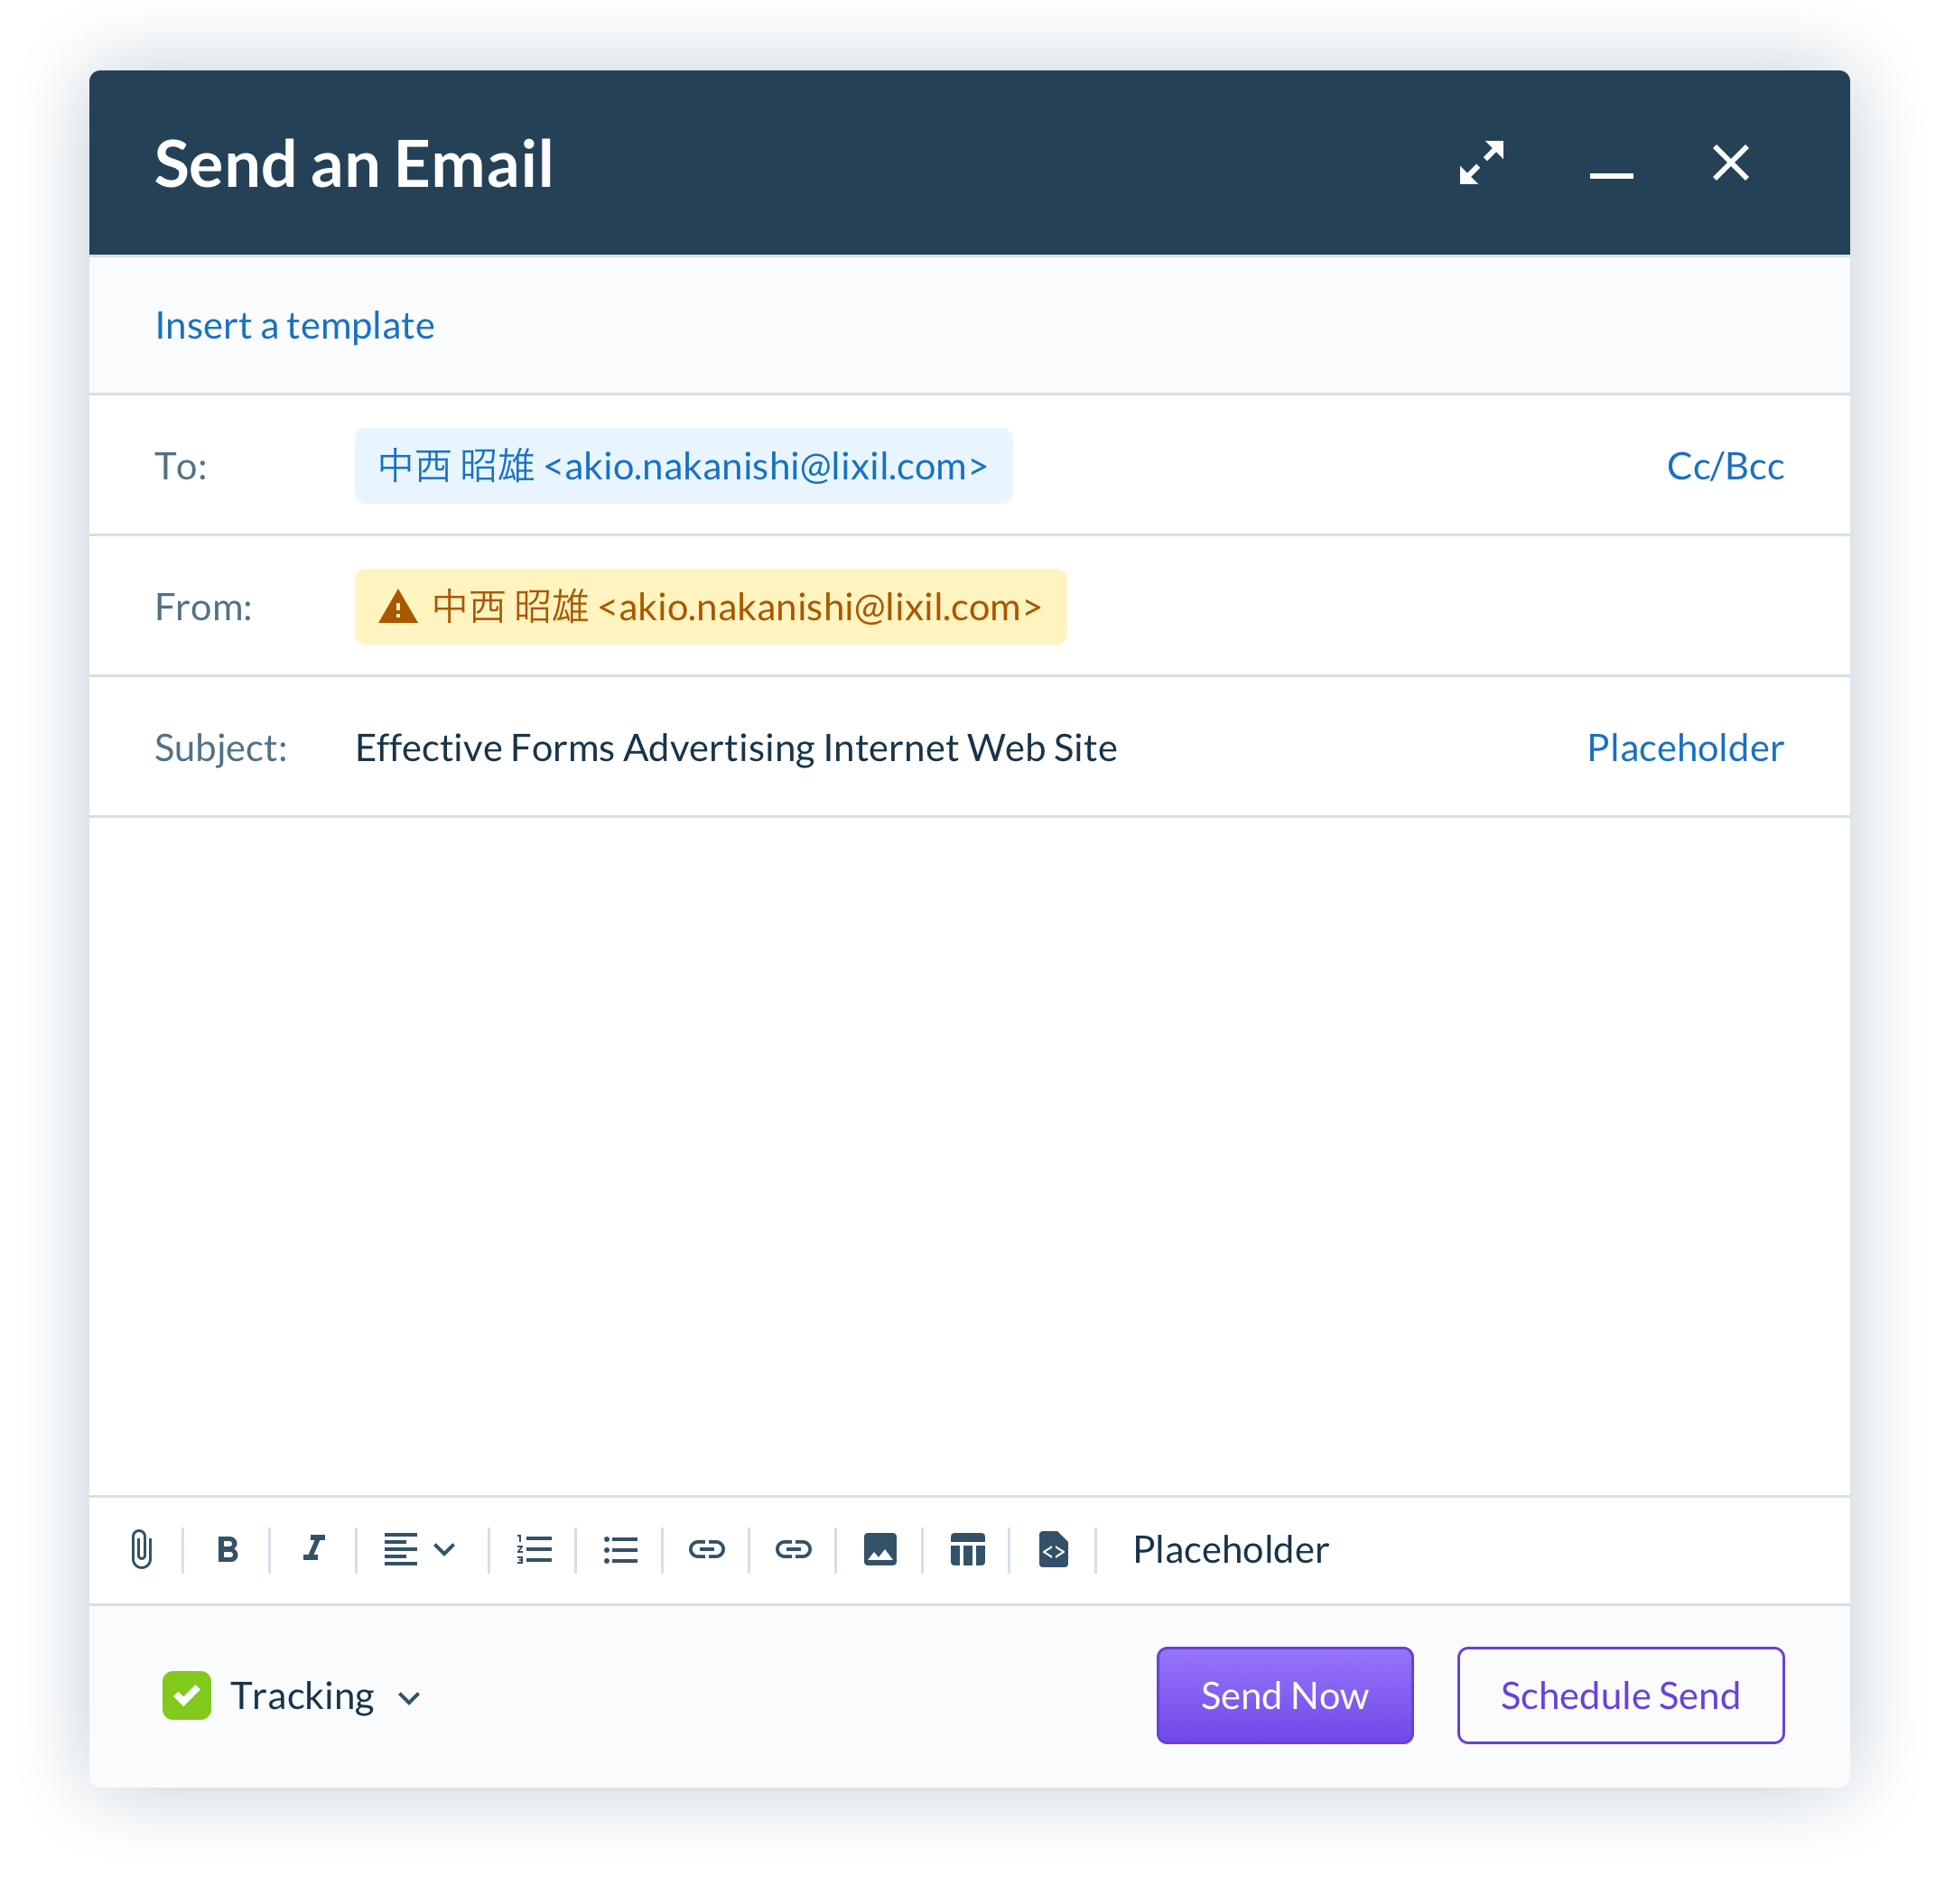 Send an Email
Insert a template
To: 中西 昭雄 <akio.nakanishi@lixil.com> Cc/Bcc
From: 中西 昭雄 <akio.nakanishi@lixil.com>
Subject: Effective Forms Advertising Internet Web Site Placeholder
Placeholder
Tracking Send Now Schedule Send